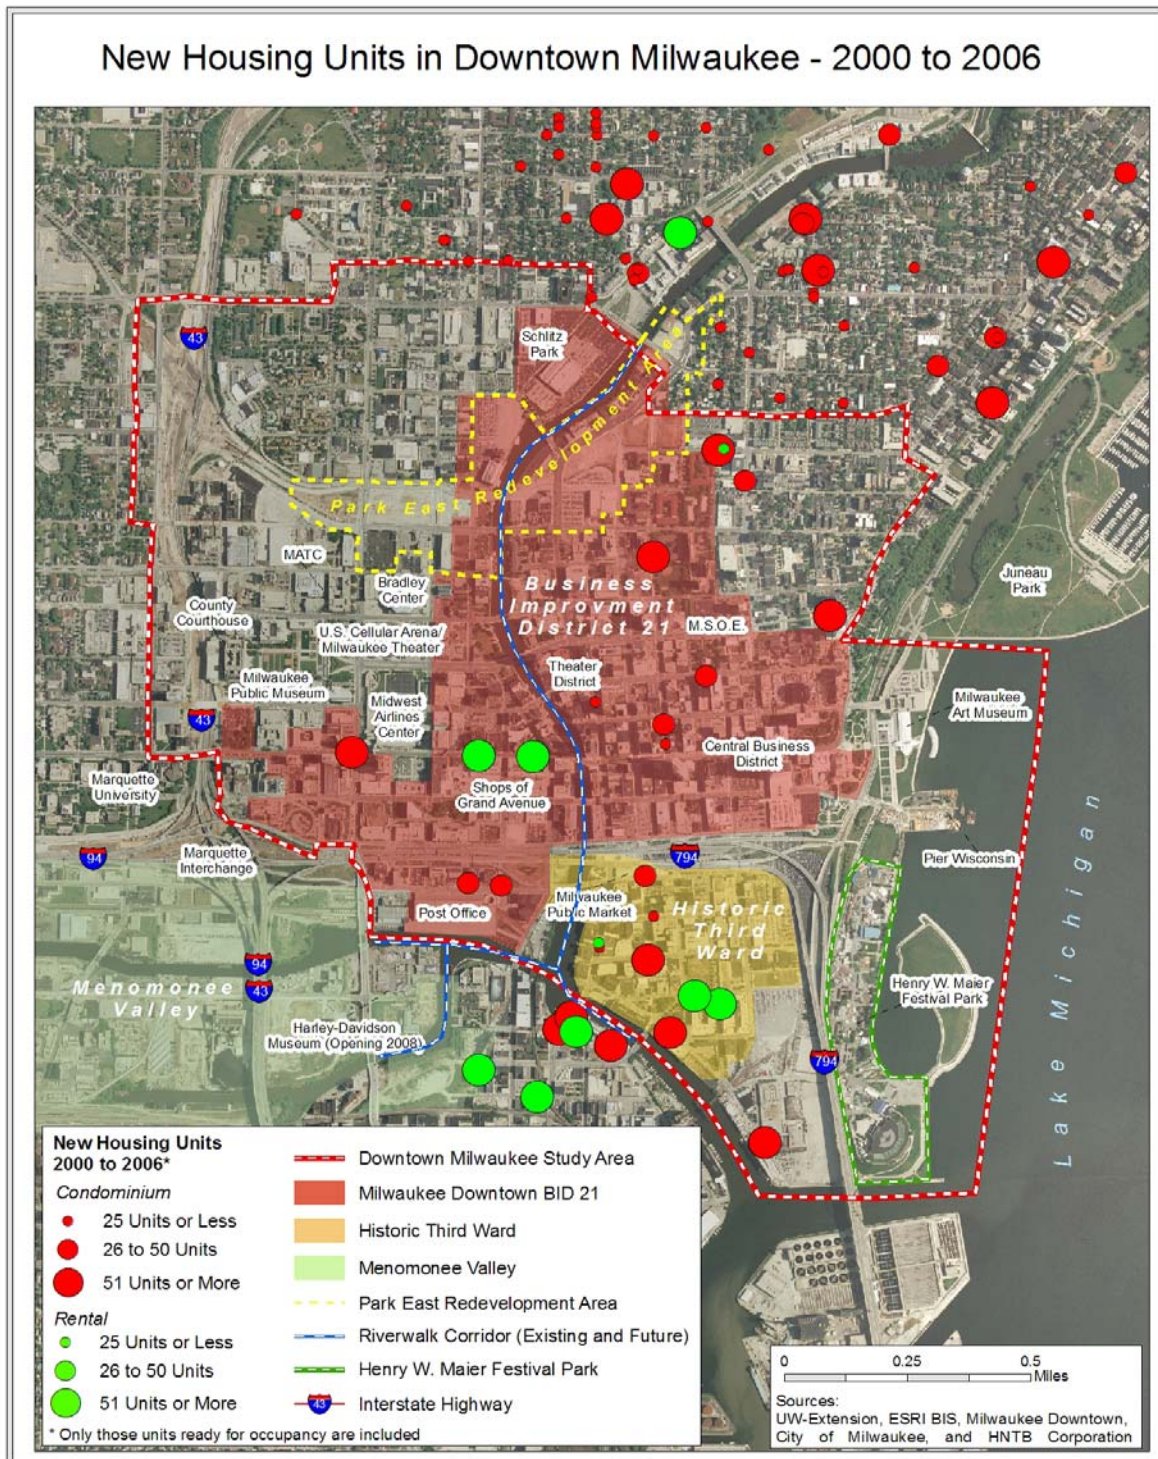 New Housing Units in Downtown Milwaukee - 2000 to 2006
43
Schlitz
Park
Park East Redevelopment Area
MATC
Bradley
Center
Business
Improvment
District 21
Juneau
Park
County
Courthouse
U.S. Cellular Arena/
Milwaukee Theater
M.S.O.E.
Theater
District
Milwaukee
Public Museum
Midwest
Airlines
Center
Milwaukee
Art Museum
43
Central Business
District
Marquette
University
Shops of
Grand Avenue
94
Marquette
Interchange
794
Pier Wisconsin
Post Office
Milwaukee
Public Market
Historic
Third
Ward
94
43
Menomonee
Valley
Henry W. Maier
Festival Park
Harley-Davidson
Museum (Opening 2008)
794
Lake Michigan
New Housing Units
2000 to 2006*
Condominium
25 Units or Less
26 to 50 Units
51 Units or More
Rental
25 Units or Less
26 to 50 Units
51 Units or More
* Only those units ready for occupancy are included
Downtown Milwaukee Study Area
Milwaukee Downtown BID 21
Historic Third Ward
Menomonee Valley
Park East Redevelopment Area
Riverwalk Corridor (Existing and Future)
Henry W. Maier Festival Park
43
Interstate Highway
0 0.25 0.5
Miles
Sources:
UW-Extension, ESRI BIS, Milwaukee Downtown,
City of Milwaukee, and HNTB Corporation